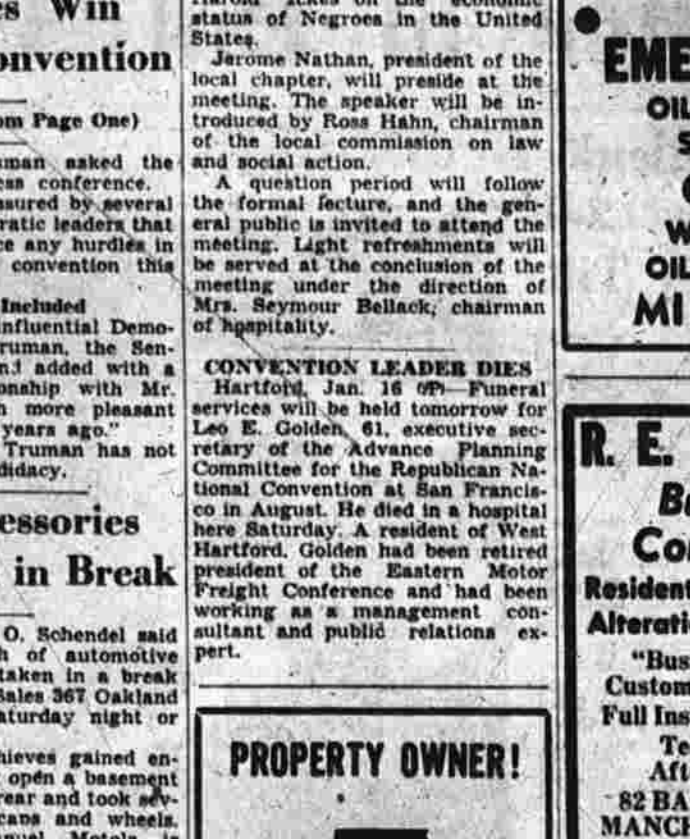 es Win
onvention
om Page One)
uman asked the
ess conference.
sured by several
ratic leaders that
ce any hurdles in
convention this
Included
influential Demo-
ruman, the Sen-
and added with a
onship with Mr.
n more pleasant
years ago."
Truman has not
didacy.
essories
in Break
O. Schendel said
h of automotive
taken in a break
Sales 367 Oakland
aturday night or
hieves gained en-
open a basement
rear and took sev-
caps and wheels.
Motels in
on the economic
status of Negroes in the United
States.
Jerome Nathan, president of the
local chapter, will preside at the
meeting. The speaker will be in-
troduced by Ross Hahn, chairman
of the local commission on law
and social action.
A question period will follow
the formal lecture, and the gen-
eral public is invited to attend the
meeting. Light refreshments will
be served at the conclusion of the
meeting under the direction of
Mrs. Seymour Bellack, chairman
of hospitality.
CONVENTION LEADER DIES
Hartford, Jan. 16 (AP)—Funeral
services will be held tomorrow for
Leo E. Golden, 61, executive sec-
retary of the Advance Planning
Committee for the Republican Na-
tional Convention at San Francis-
co in August. He died in a hospital
here Saturday. A resident of West
Hartford, Golden had been retired
president of the Eastern Motor
Freight Conference and had been
working as a management con-
sultant and public relations ex-
pert.
PROPERTY OWNER!
EME
OIL
S
W
OIL
MI
R. E.
B
Co
Resident
Alterati
"Bus
Custom
Full Ins
Te
Aft
82 BA
MANCH